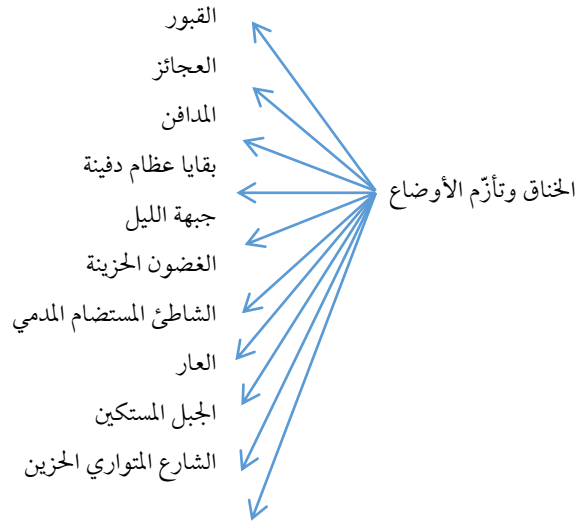 القبور
العجائز
المدافن
بقايا عظام دفينة
الخناق وتأزّم الأوضاع
جبهة الليل
الغضون الحزينة
الشاطئ المستضام المدمي
العار
الجبل المستكين
الشارع المتواري الحزين